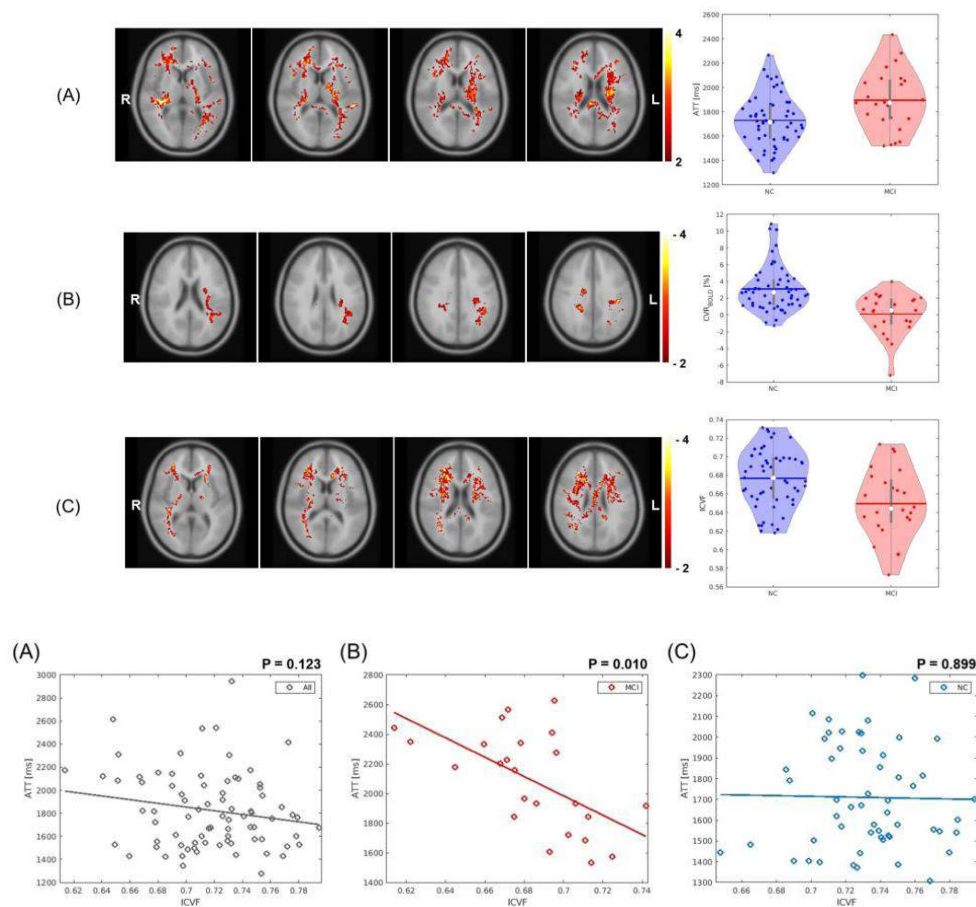 (A)
R
L
4
2
ATT [ms]
2600
2400
2200
2000
1800
1600
1400
1200
NC
MCI
(B)
R
L
- 4
- 2
CVR BOLD [%]
12
10
8
6
4
2
0
-2
-4
-6
-8
NC
MCI
(C)
R
L
- 4
- 2
ICVF
0.74
0.72
0.7
0.68
0.66
0.64
0.62
0.6
0.58
0.56
NC
MCI
(A)
P = 0.123
All
ATT [ms]
3000
2800
2600
2400
2200
2000
1800
1600
1400
1200
0.62 0.64 0.66 0.68 0.7 0.72 0.74 0.76 0.78
ICVF
(B)
P = 0.010
MCI
ATT [ms]
2800
2600
2400
2200
2000
1800
1600
1400
0.62 0.64 0.66 0.68 0.7 0.72 0.74
ICVF
(C)
P = 0.899
NC
ATT [ms]
2300
2200
2100
2000
1900
1800
1700
1600
1500
1400
1300
0.66 0.68 0.7 0.72 0.74 0.76 0.78
ICVF